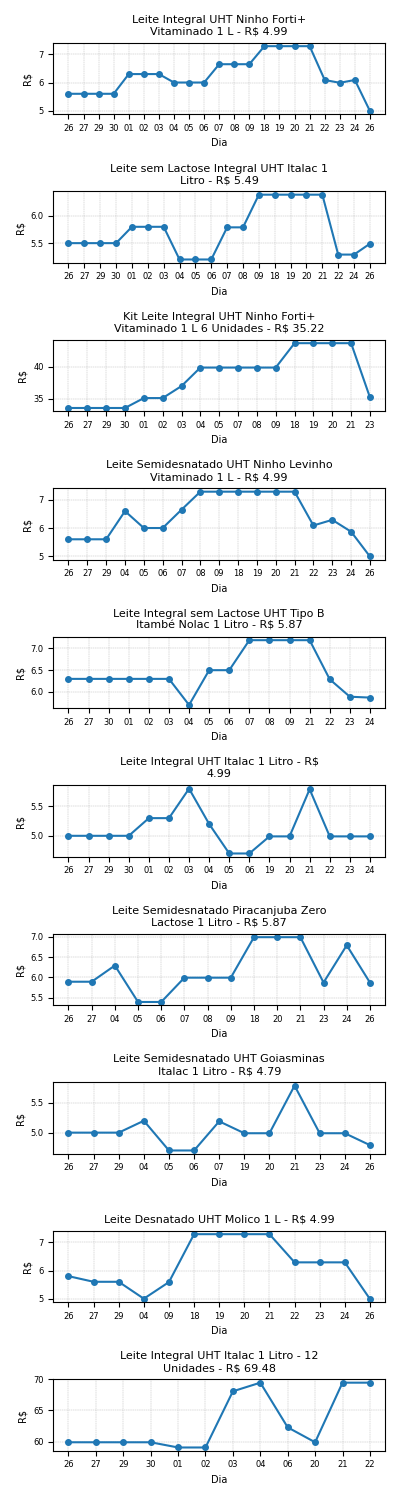 Leite Integral UHT Ninho Forti+
Vitaminado 1 L - R$ 4.99
7
6
5
R$
26 27 29 30 01 02 03 04 05 06 07 08 09 18 19 20 21 22 23 24 26
Dia
Leite sem Lactose Integral UHT Italac 1
Litro - R$ 5.49
6.0
5.5
R$
26 27 29 30 01 02 03 04 05 06 07 08 09 18 19 20 21 22 24 26
Dia
Kit Leite Integral UHT Ninho Forti+
Vitaminado 1 L 6 Unidades - R$ 35.22
40
35
R$
26 27 29 30 01 02 03 04 05 06 07 08 09 18 19 20 21 23
Dia
Leite Semidesnatado UHT Ninho Levinho
Vitaminado 1 L - R$ 4.99
7
6
5
R$
26 27 29 04 05 06 07 08 09 18 19 20 21 22 23 24 26
Dia
Leite Integral sem Lactose UHT Tipo B
Itambé Nolac 1 Litro - R$ 5.87
7.0
6.5
6.0
R$
26 27 30 01 02 03 04 05 06 07 08 09 21 22 23 24
Dia
Leite Integral UHT Italac 1 Litro - R$
4.99
5.5
5.0
R$
26 27 29 30 01 02 03 04 05 06 19 20 21 22 23 24
Dia
Leite Semidesnatado Piracanjuba Zero
Lactose 1 Litro - R$ 5.87
7.0
6.5
6.0
5.5
R$
26 27 04 05 06 07 08 09 18 20 21 23 24 26
Dia
Leite Semidesnatado UHT Goiasminas
Italac 1 Litro - R$ 4.79
5.5
5.0
R$
26 27 29 04 05 06 07 19 20 21 23 24 26
Dia
Leite Desnatado UHT Molico 1 L - R$ 4.99
7
6
5
R$
26 27 29 04 09 18 19 20 21 22 23 24 26
Dia
Leite Integral UHT Italac 1 Litro - 12
Unidades - R$ 69.48
70
65
60
R$
26 27 29 30 01 02 03 04 06 20 21 22
Dia